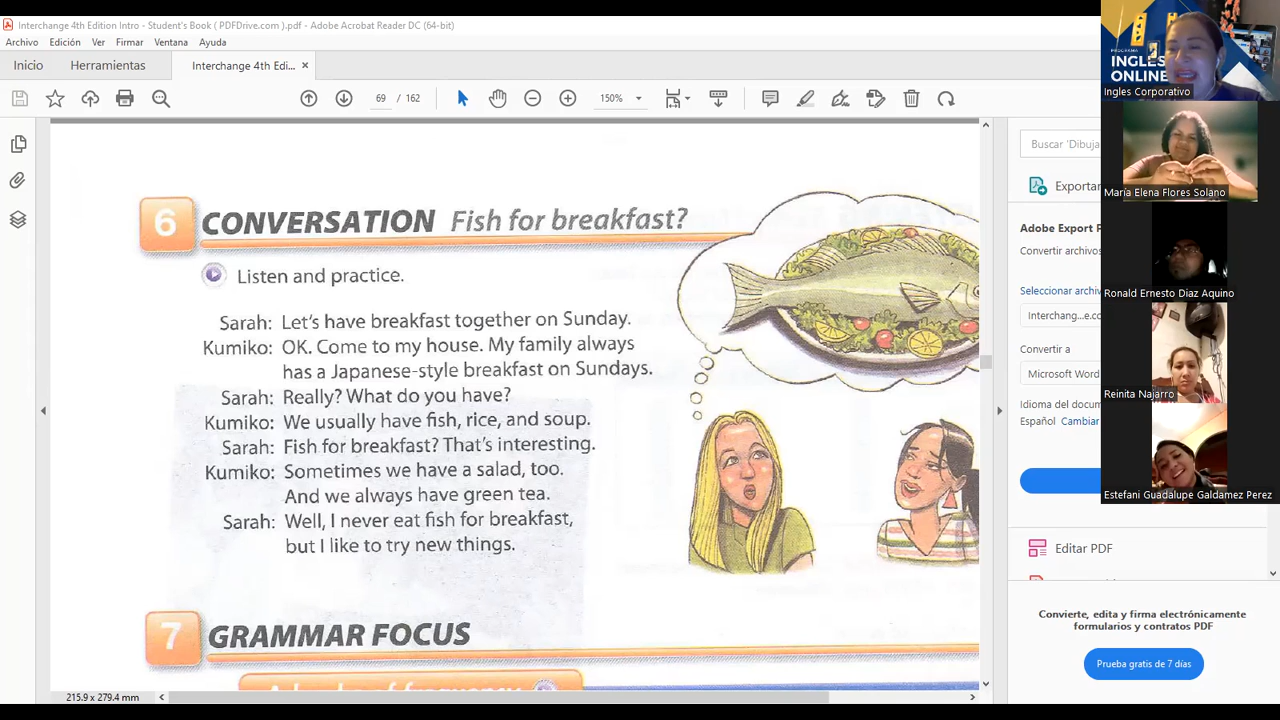 Interchange 4th Edition Intro - Student's Book ( PDFDrive.com ).pdf - Adobe Acrobat Reader DC (64-bit)
Archivo Edición Ver Firmar Ventana Ayuda
Inicio Herramientas Interchange 4th Edi... ×
69 / 162 150%
6 CONVERSATION Fish for breakfast?
Listen and practice.
Sarah: Let's have breakfast together on Sunday.
Kumiko: OK. Come to my house. My family always
has a Japanese-style breakfast on Sundays.
Sarah: Really? What do you have?
Kumiko: We usually have fish, rice, and soup.
Sarah: Fish for breakfast? That's interesting.
Kumiko: Sometimes we have a salad, too.
And we always have green tea.
Sarah: Well, I never eat fish for breakfast,
but I like to try new things.
7 GRAMMAR FOCUS
215.9 x 279.4 mm
Buscar 'Dibuja
Exportar
Adobe Export P
Convertir archivos
Seleccionar archiv
Interchang...e.co
Convertir a
Microsoft Word
Idioma del docum
Español Cambiar
Editar PDF
Convierte, edita y firma electrónicamente
formularios y contratos PDF
Prueba gratis de 7 días
PROGRAMA
INGLES
ONLINE
Ingles Corporativo
María Elena Flores Solano
Ronald Ernesto Diaz Aquino
Reinita Najarro
Estefani Guadalupe Galdamez Perez